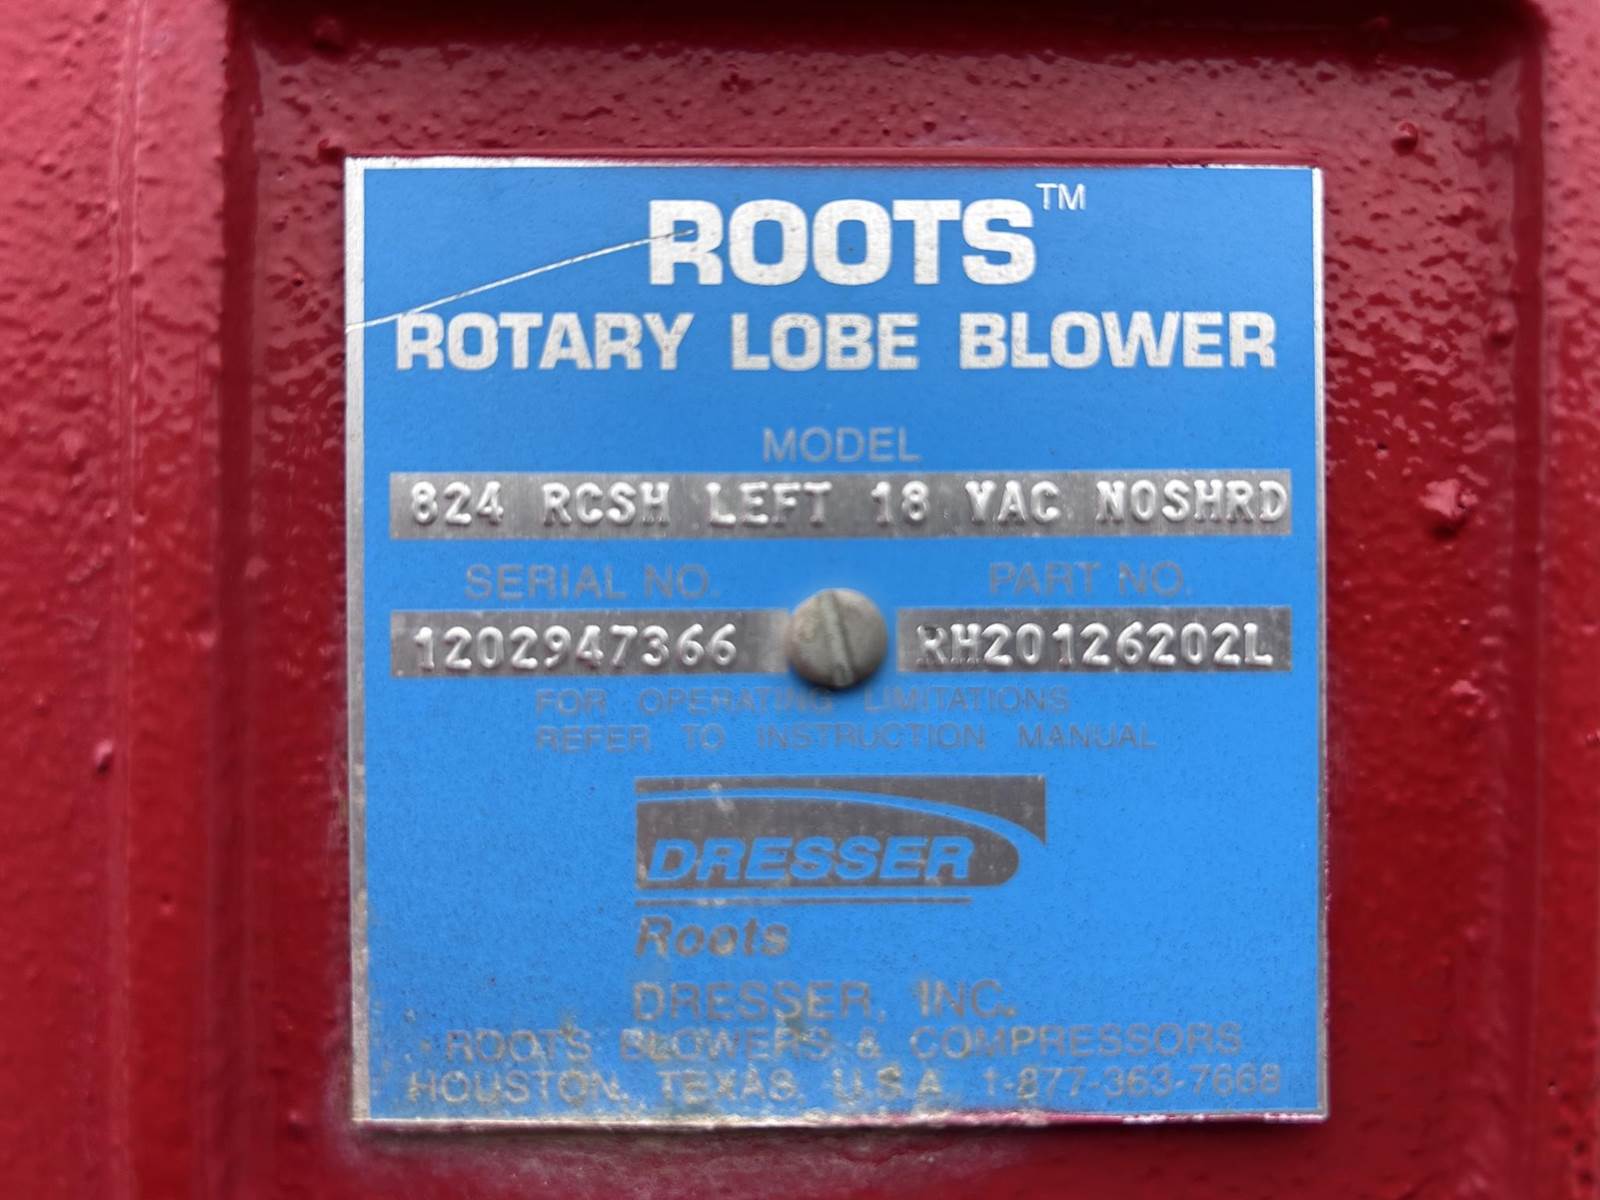 ROOTS™
ROTARY LOBE BLOWER
MODEL
824 RCSH LEFT 18 VAC NOSHRD
SERIAL NO. PART NO.
1202947366 RH20126202L
FOR OPERATING LIMITATIONS
REFER TO INSTRUCTION MANUAL
DRESSER
Roots
DRESSER, INC.
ROOTS BLOWERS & COMPRESSORS
HOUSTON, TEXAS, U.S.A 1-877-363-7668